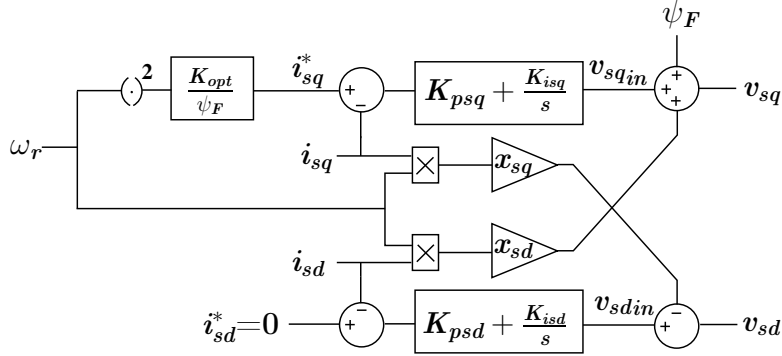 ψ_F
(·)²
K_opt / ψ_F
i*_sq
+
−
K_psq + K_isq / s
v_sq_in
+
+
+
v_sq
ω_r
i_sq
×
x_sq
i_sd
×
x_sd
i*_sd=0
+
−
K_psd + K_isd / s
v_sdin
+
−
v_sd